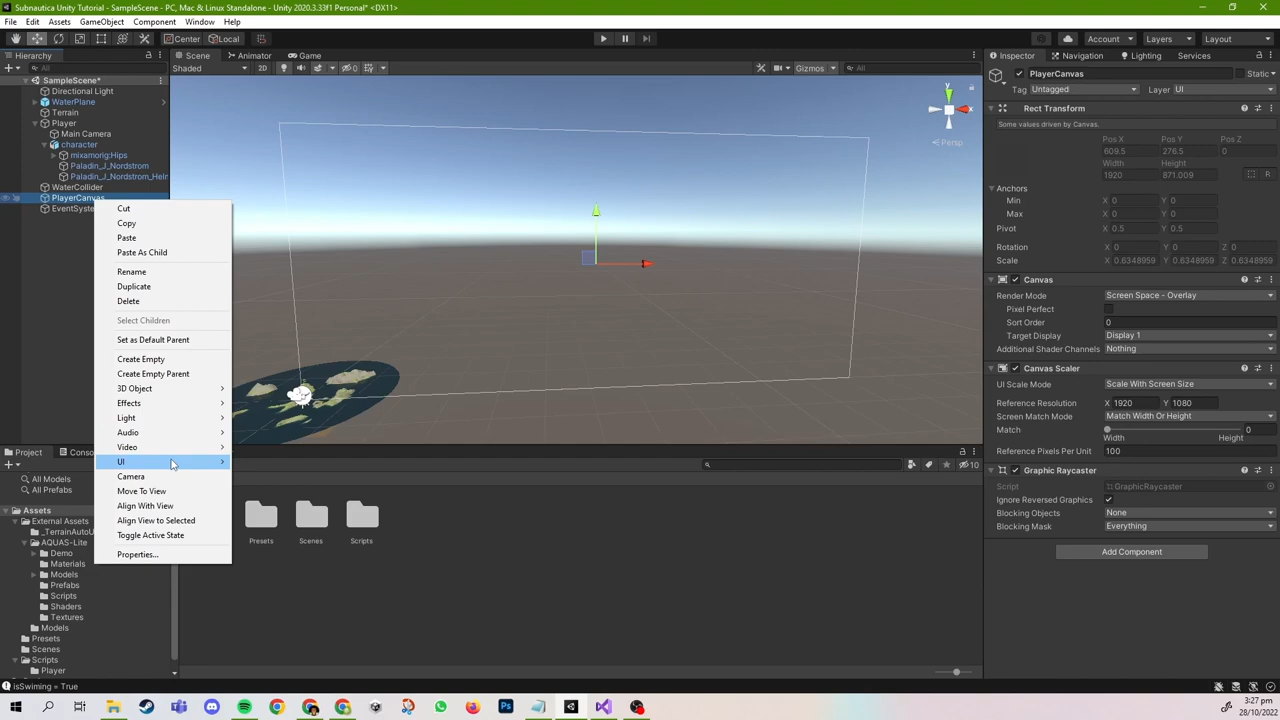 Subnautica Unity Tutorial - SampleScene - PC, Mac & Linux Standalone - Unity 2020.3.33f1 Personal* <DX11>
File Edit Assets GameObject Component Window Help
Center Local Account Layers Layout
Hierarchy Scene Animator Game Inspector Navigation Lighting Services
All Shaded 2D 0 Gizmos All
SampleScene*
Directional Light
WaterPlane
Terrain
Player
Main Camera
character
mixamorig:Hips
Paladin_J_Nordstrom
Paladin_J_Nordstrom_Helm
WaterCollider
PlayerCanvas
EventSyste
Cut
Copy
Paste
Paste As Child
Rename
Duplicate
Delete
Select Children
Set as Default Parent
Create Empty
Create Empty Parent
3D Object
Effects
Light
Audio
Video
UI
Camera
Move To View
Align With View
Align View to Selected
Toggle Active State
Properties...
y
x
Persp
PlayerCanvas Static
Tag Untagged Layer UI
Rect Transform
Some values driven by Canvas.
Pos X Pos Y Pos Z
609.5 276.5 0
Width Height
1920 871.009 R
Anchors
Min X 0 Y 0
Max X 0 Y 0
Pivot X 0.5 Y 0.5
Rotation X 0 Y 0 Z 0
Scale X 0.6348959 Y 0.6348959 Z 0.6348959
Canvas
Render Mode Screen Space - Overlay
Pixel Perfect
Sort Order 0
Target Display Display 1
Additional Shader Channels Nothing
Canvas Scaler
UI Scale Mode Scale With Screen Size
Reference Resolution X 1920 Y 1080
Screen Match Mode Match Width Or Height
Match 0
Width Height
Reference Pixels Per Unit 100
Graphic Raycaster
Script GraphicRaycaster
Ignore Reversed Graphics
Blocking Objects None
Blocking Mask Everything
Add Component
Project Conso
10
All Models
All Prefabs
Assets
External Assets
_TerrainAutoU
AQUAS-Lite
Demo
Materials
Models
Prefabs
Scripts
Shaders
Textures
Models
Presets
Scenes
Scripts
Player
Presets Scenes Scripts
isSwiming = True
3:27 pm
28/10/2022